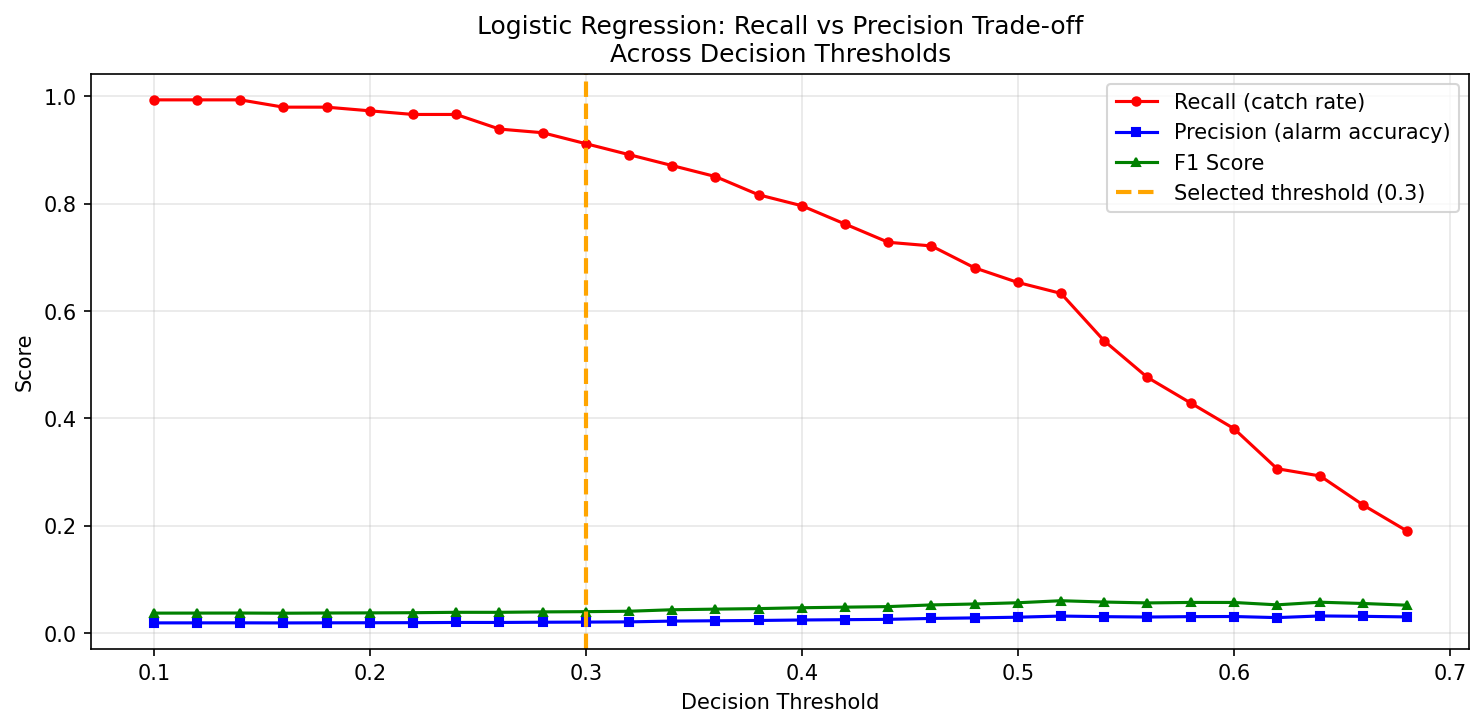 Logistic Regression: Recall vs Precision Trade-off
Across Decision Thresholds
Recall (catch rate)
Precision (alarm accuracy)
F1 Score
Selected threshold (0.3)
Score
1.0
0.8
0.6
0.4
0.2
0.0
0.1 0.2 0.3 0.4 0.5 0.6 0.7
Decision Threshold